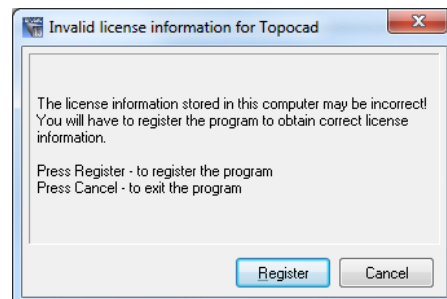 Invalid license information for Topocad
The license information stored in this computer may be incorrect!
You will have to register the program to obtain correct license
information.
Press Register - to register the program
Press Cancel - to exit the program
Register
Cancel